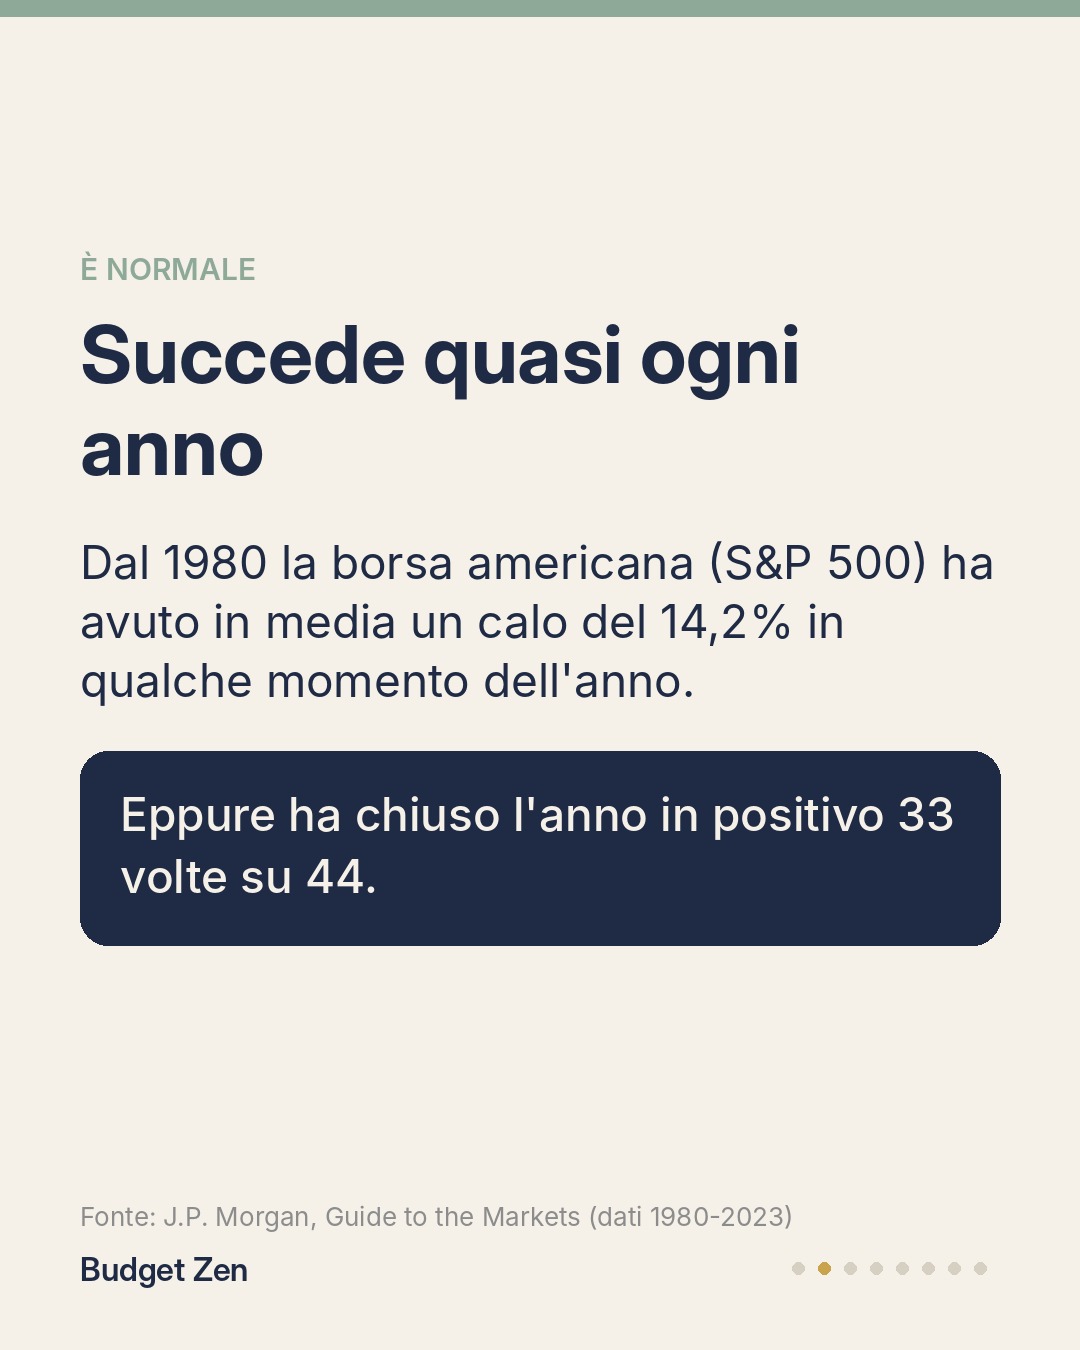 È NORMALE
Succede quasi ogni
anno
Dal 1980 la borsa americana (S&P 500) ha
avuto in media un calo del 14,2% in
qualche momento dell'anno.
Eppure ha chiuso l'anno in positivo 33
volte su 44.
Fonte: J.P. Morgan, Guide to the Markets (dati 1980-2023)
Budget Zen